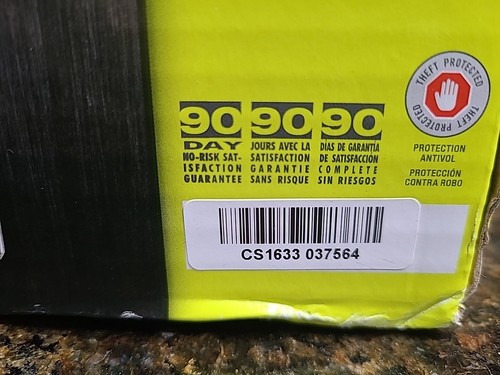 90 90 90
DAY
NO-RISK SAT-
ISFACTION
GUARANTEE
JOURS AVEC LA
SATISFACTION
GARANTIE
SANS RISQUE
DÍAS DE GARANTÍA
DE SATISFACCIÓN
COMPLETE
SIN RIESGOS
THEFT PROTECTED
THEFT PROTECTED
PROTECTION
ANTIVOL
PROTECCIÓN
CONTRA ROBO
CS1633 037564